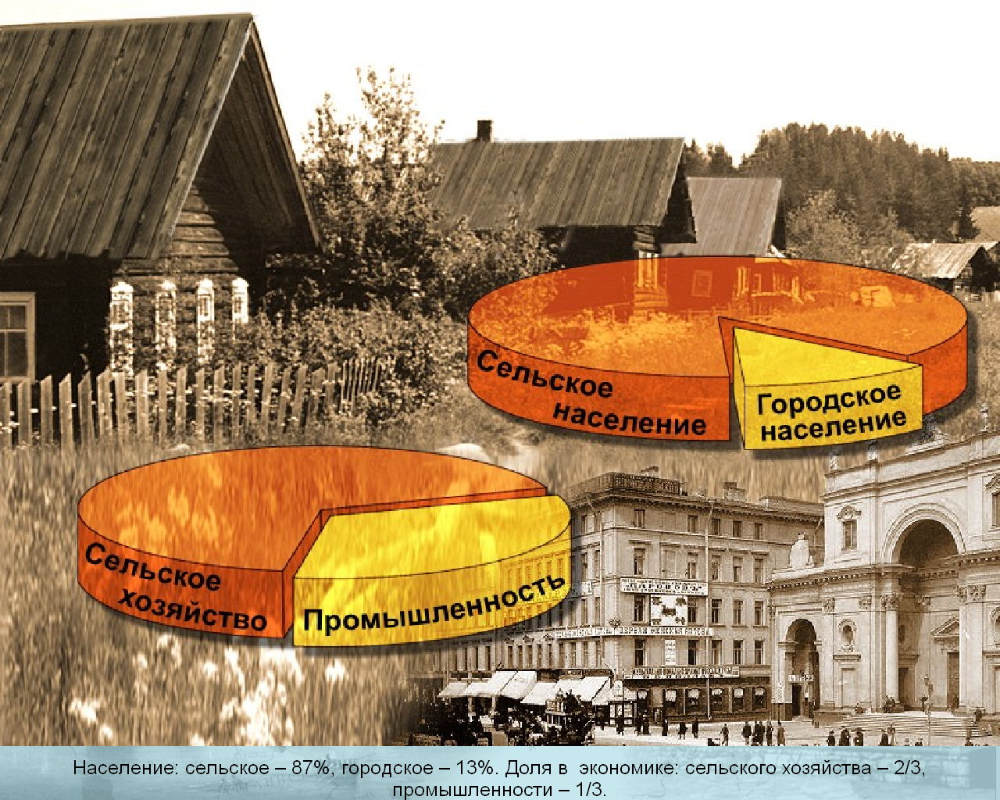 Сельское
население
Городское
население
Сельское
хозяйство
Промышленность
Население: сельское – 87%, городское – 13%. Доля в  экономике: сельского хозяйства – 2/3,
промышленности – 1/3.